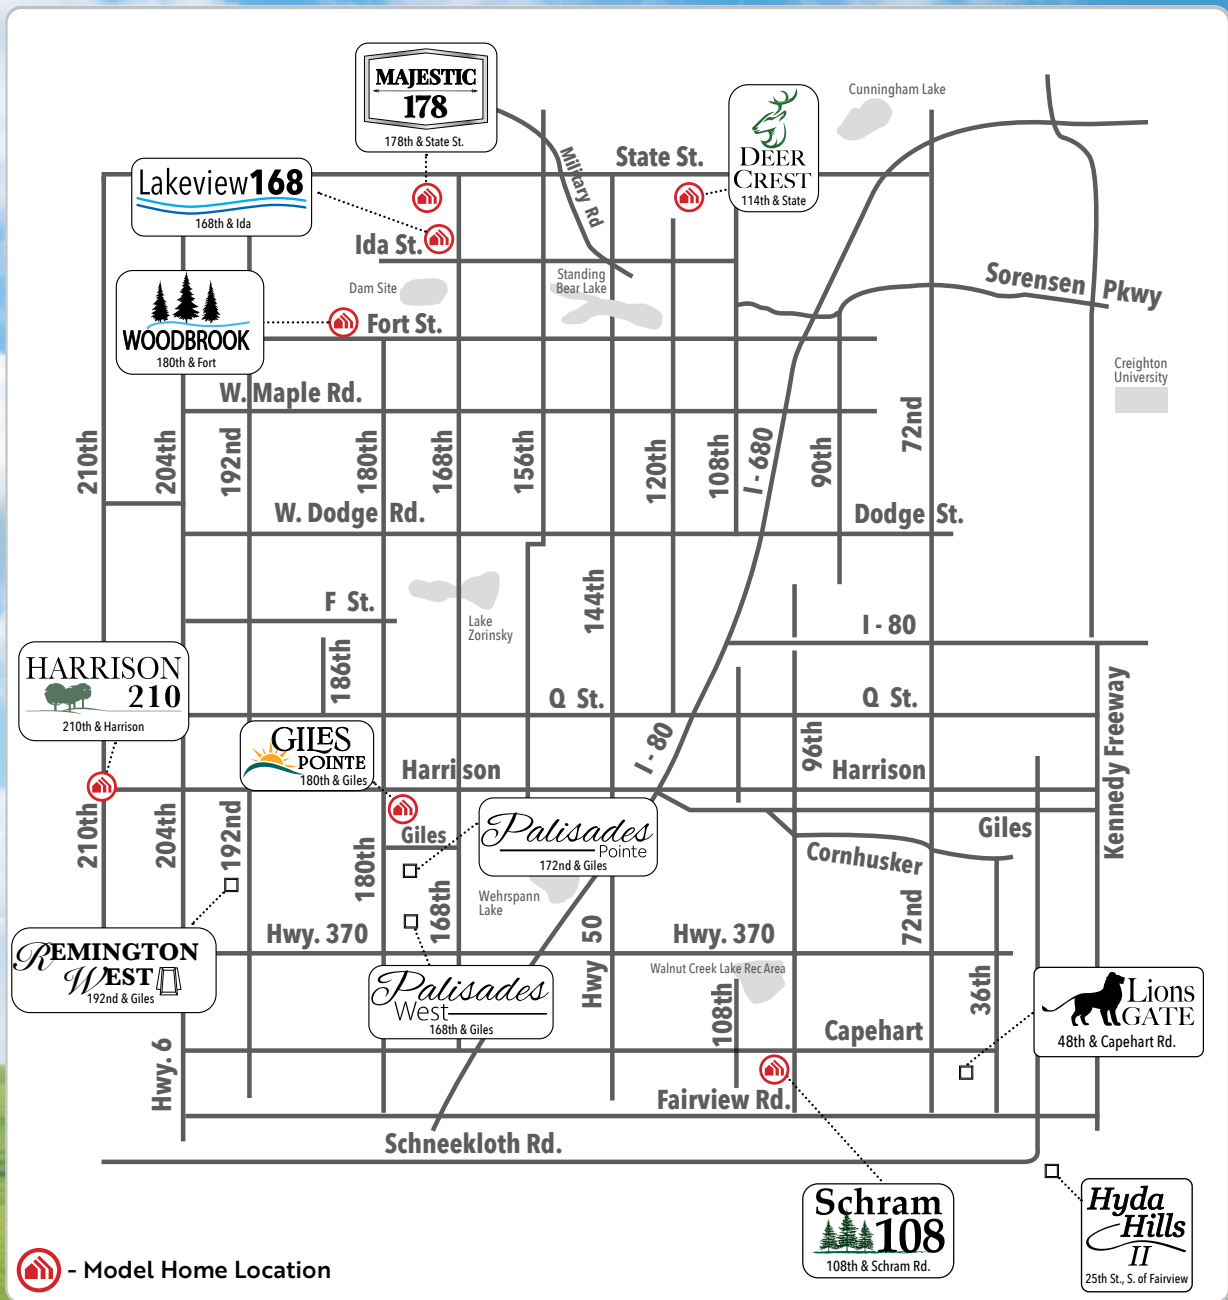 MAJESTIC
178
178th & State St.
Cunningham Lake
DEER
CREST
114th & State
State St.
Military Rd
Lakeview168
168th & Ida
Ida St.
Dam Site
Standing
Bear Lake
Sorensen Pkwy
WOODBROOK
180th & Fort
Fort St.
Creighton
University
W. Maple Rd.
210th
204th
192nd
180th
168th
156th
120th
108th
I - 680
90th
72nd
W. Dodge Rd.
Dodge St.
F St.
Lake
Zorinsky
144th
I - 80
186th
HARRISON
210
210th & Harrison
Q St.
Q St.
Kennedy Freeway
GILES
POINTE
180th & Giles
I - 80
96th
Harrison
Harrison
210th
204th
192nd
180th
Giles
168th
Palisades
Pointe
172nd & Giles
Giles
Cornhusker
Wehrspann
Lake
72nd
REMINGTON
WEST
192nd & Giles
Hwy. 370
Hwy 50
Hwy. 370
Walnut Creek Lake Rec Area
36th
Palisades
West
168th & Giles
108th
Lions
GATE
48th & Capehart Rd.
Capehart
Hwy. 6
Fairview Rd.
Schneekloth Rd.
Schram
108
108th & Schram Rd.
Hyda
Hills
II
25th St., S. of Fairview
- Model Home Location